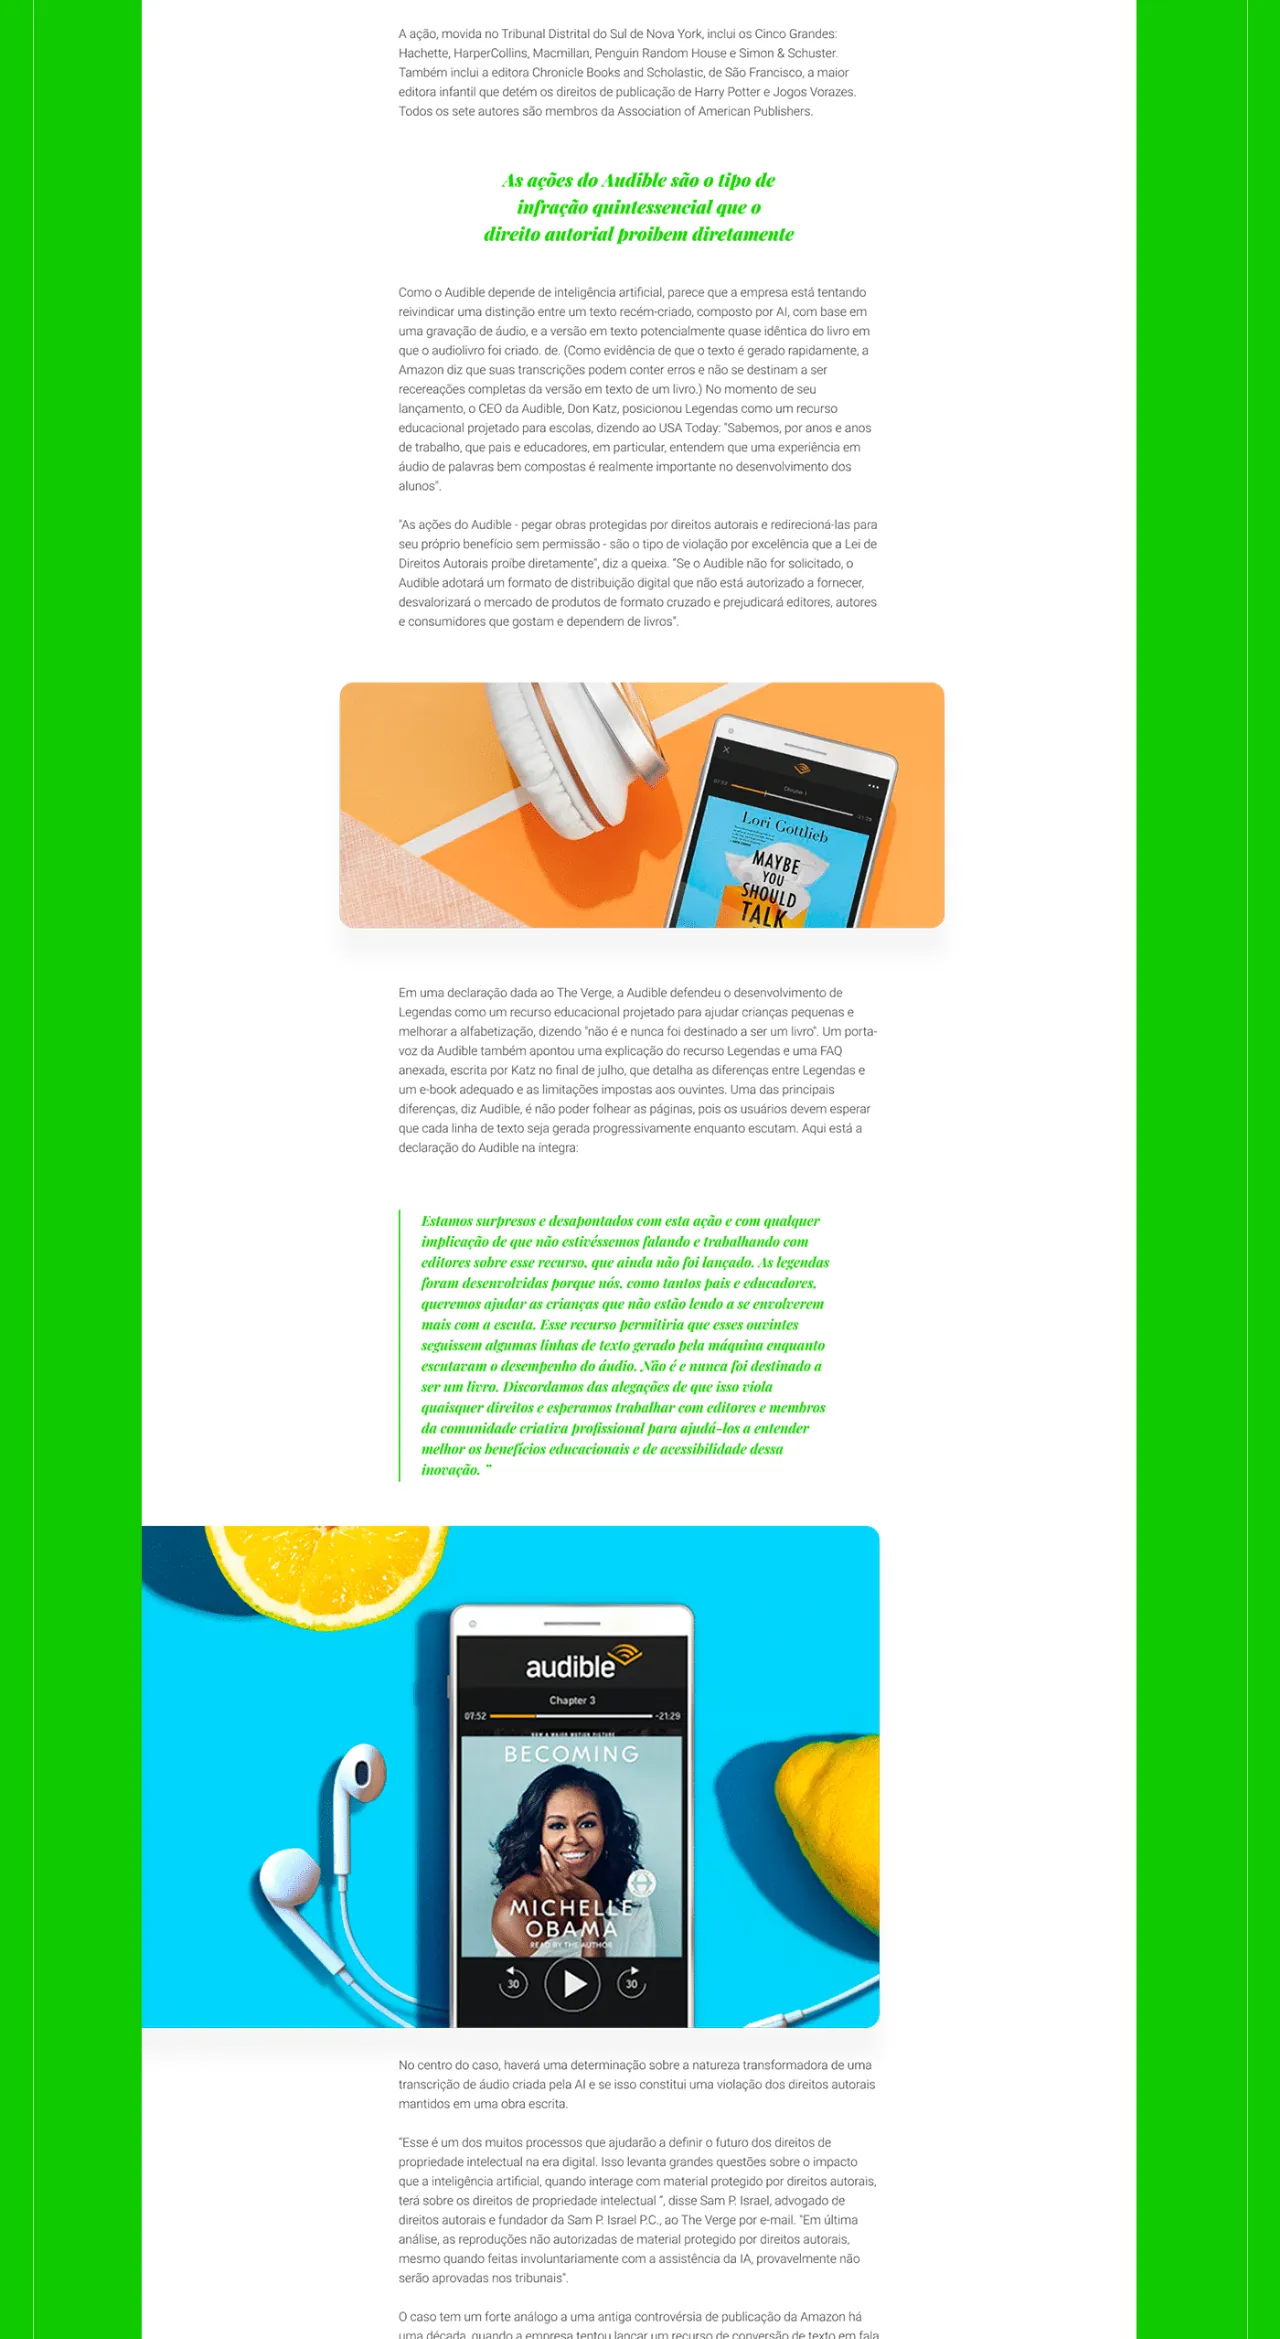 A ação, movida no Tribunal Distrital do Sul de Nova York, inclui os Cinco Grandes:
Hachette, HarperCollins, Macmillan, Penguin Random House e Simon & Schuster.
Também inclui a editora Chronicle Books and Scholastic, de São Francisco, a maior
editora infantil que detém os direitos de publicação de Harry Potter e Jogos Vorazes.
Todos os sete autores são membros da Association of American Publishers.
As ações do Audible são o tipo de
infração quintessencial que o
direito autorial proibem diretamente
Como o Audible depende de inteligência artificial, parece que a empresa está tentando
reivindicar uma distinção entre um texto recém-criado, composto por AI, com base em
uma gravação de áudio, e a versão em texto potencialmente quase idêntica do livro em
que o audiolivro foi criado. de. (Como evidência de que o texto é gerado rapidamente, a
Amazon diz que suas transcrições podem conter erros e não se destinam a ser
recereações completas da versão em texto de um livro.) No momento de seu
lançamento, o CEO da Audible, Don Katz, posicionou Legendas como um recurso
educacional projetado para escolas, dizendo ao USA Today: "Sabemos, por anos e anos
de trabalho, que pais e educadores, em particular, entendem que uma experiência em
áudio de palavras bem compostas é realmente importante no desenvolvimento dos
alunos".
"As ações do Audible - pegar obras protegidas por direitos autorais e redirecioná-las para
seu próprio benefício sem permissão - são o tipo de violação por excelência que a Lei de
Direitos Autorais proíbe diretamente", diz a queixa. "Se o Audible não for solicitado, o
Audible adotará um formato de distribuição digital que não está autorizado a fornecer,
desvalorizará o mercado de produtos de formato cruzado e prejudicará editores, autores
e consumidores que gostam e dependem de livros".
07:52
Chapter 1
-21:29
Lori Gottlieb
MAYBE
YOU
SHOULD
TALK
Em uma declaração dada ao The Verge, a Audible defendeu o desenvolvimento de
Legendas como um recurso educacional projetado para ajudar crianças pequenas e
melhorar a alfabetização, dizendo "não é e nunca foi destinado a ser um livro". Um porta-
voz da Audible também apontou uma explicação do recurso Legendas e uma FAQ
anexada, escrita por Katz no final de julho, que detalha as diferenças entre Legendas e
um e-book adequado e as limitações impostas aos ouvintes. Uma das principais
diferenças, diz Audible, é não poder folhear as páginas, pois os usuários devem esperar
que cada linha de texto seja gerada progressivamente enquanto escutam. Aqui está a
declaração do Audible na íntegra:
Estamos surpresos e desapontados com esta ação e com qualquer
implicação de que não estivéssemos falando e trabalhando com
editores sobre esse recurso, que ainda não foi lançado. As legendas
foram desenvolvidas porque nós, como tantos pais e educadores,
queremos ajudar as crianças que não estão lendo a se envolverem
mais com a escuta. Esse recurso permitiria que esses ouvintes
seguissem algumas linhas de texto gerado pela máquina enquanto
escutavam o desempenho do áudio. Não é e nunca foi destinado a
ser um livro. Discordamos das alegações de que isso viola
quaisquer direitos e esperamos trabalhar com editores e membros
da comunidade criativa profissional para ajudá-los a entender
melhor os benefícios educacionais e de acessibilidade dessa
inovação. ”
audible
Chapter 3
07:52
-21:29
BECOMING
MICHELLE
OBAMA
READ BY THE AUTHOR
30
30
No centro do caso, haverá uma determinação sobre a natureza transformadora de uma
transcrição de áudio criada pela AI e se isso constitui uma violação dos direitos autorais
mantidos em uma obra escrita.
“Esse é um dos muitos processos que ajudarão a definir o futuro dos direitos de
propriedade intelectual na era digital. Isso levanta grandes questões sobre o impacto
que a inteligência artificial, quando interage com material protegido por direitos autorais,
terá sobre os direitos de propriedade intelectual ”, disse Sam P. Israel, advogado de
direitos autorais e fundador da Sam P. Israel P.C., ao The Verge por e-mail. "Em última
análise, as reproduções não autorizadas de material protegido por direitos autorais,
mesmo quando feitas involuntariamente com a assistência da IA, provavelmente não
serão aprovadas nos tribunais".
O caso tem um forte análogo a uma antiga controvérsia de publicação da Amazon há
uma década, quando a empresa tentou lançar um recurso de conversão de texto em fala